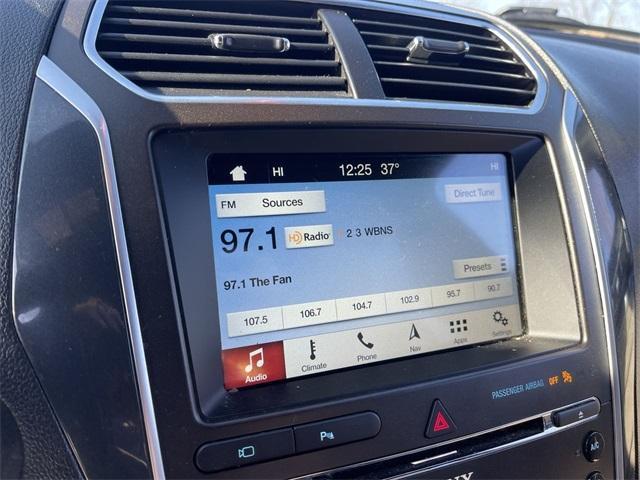 HI 12:25 37° HI
FM Sources Direct Tune
97.1 HD Radio 2 3 WBNS
97.1 The Fan
Presets
107.5 106.7 104.7 102.9 95.7 90.7
Audio Climate Phone Nav Apps Settings
PASSENGER AIRBAG OFF
P
A/C